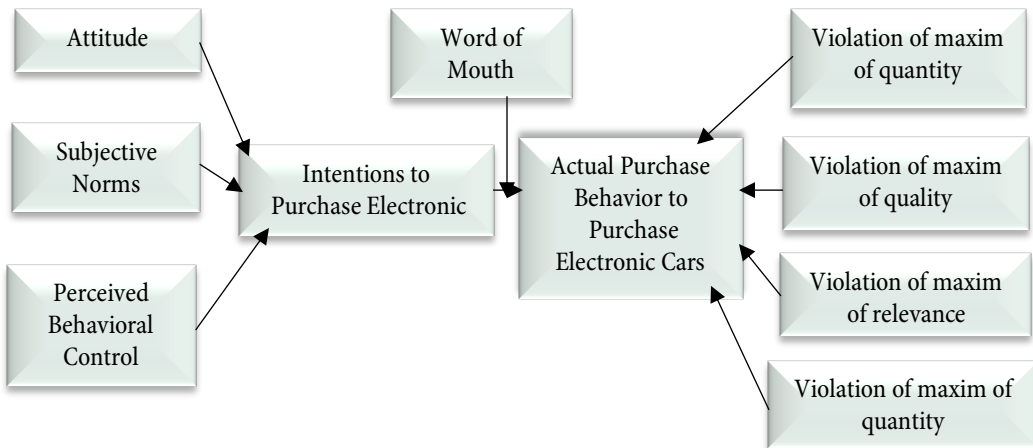 Attitude
Subjective
Norms
Perceived
Behavioral
Control
Intentions to
Purchase Electronic
Word of
Mouth
Actual Purchase
Behavior to
Purchase
Electronic Cars
Violation of maxim
of quantity
Violation of maxim
of quality
Violation of maxim
of relevance
Violation of maxim of
quantity